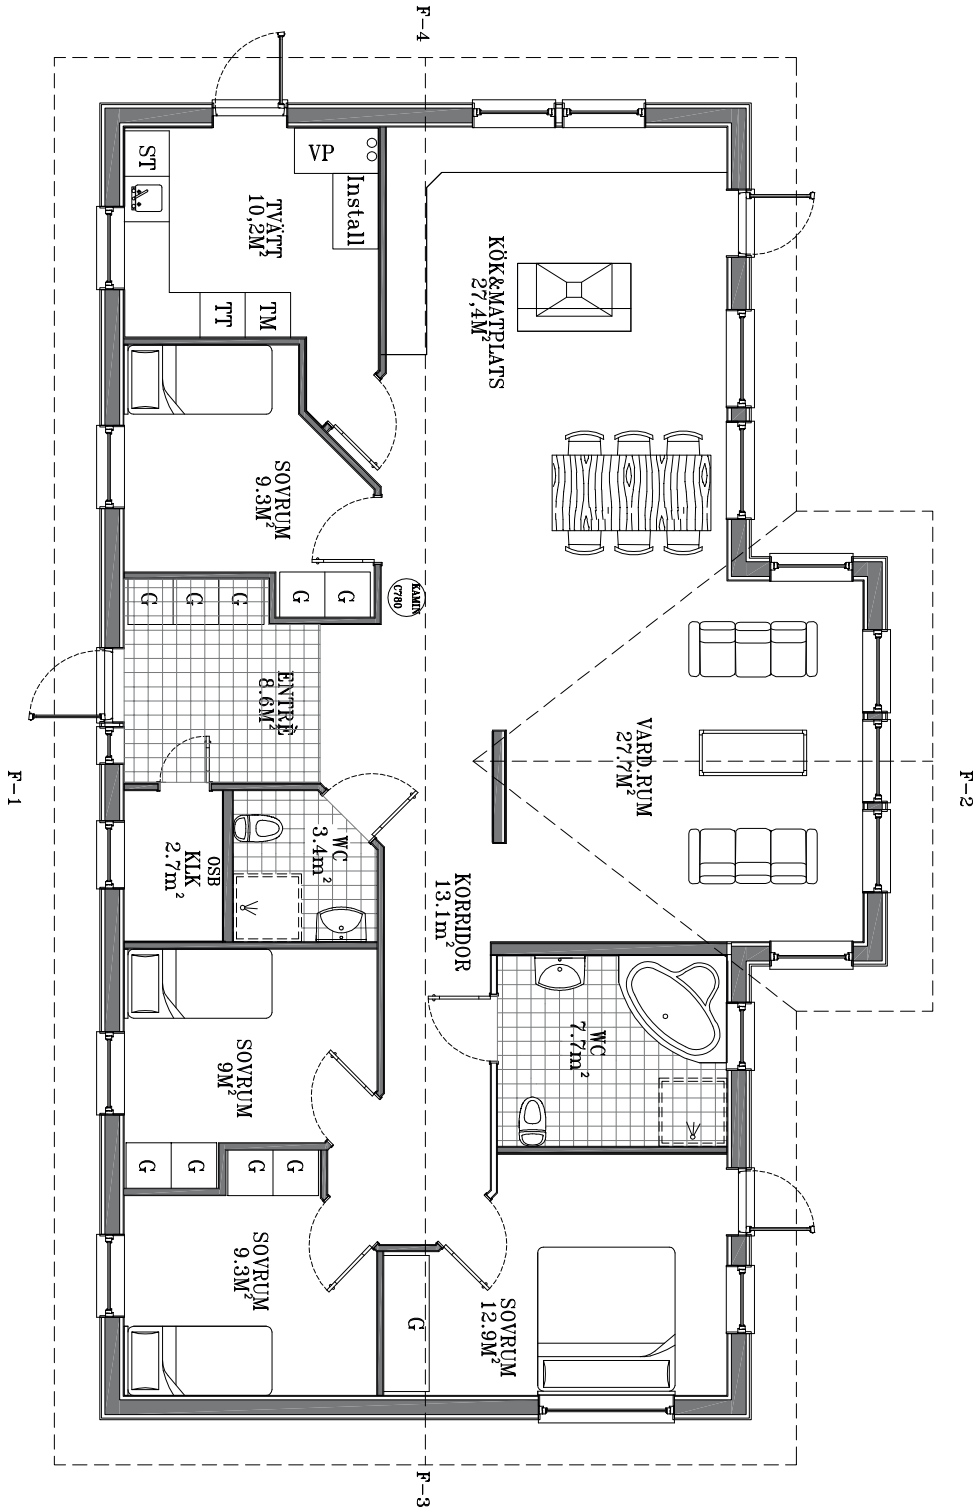 F-4
ST
VP
Install
TVÄTT
10,2M²
TT
TM
KÖK&MATPLATS
27,4M²
SOVRUM
9.3M²
G
G
KAMIN
C780
G
G
G
ENTRÈ
8.6M²
VARD.RUM
27.7M²
F-1
F-2
WC
3.4m²
OSB
KLK
2.7m²
KORRIDOR
13.1m²
WC
7.7m²
SOVRUM
9M²
G
G
G
G
SOVRUM
9.3M²
G
SOVRUM
12.9M²
F-3